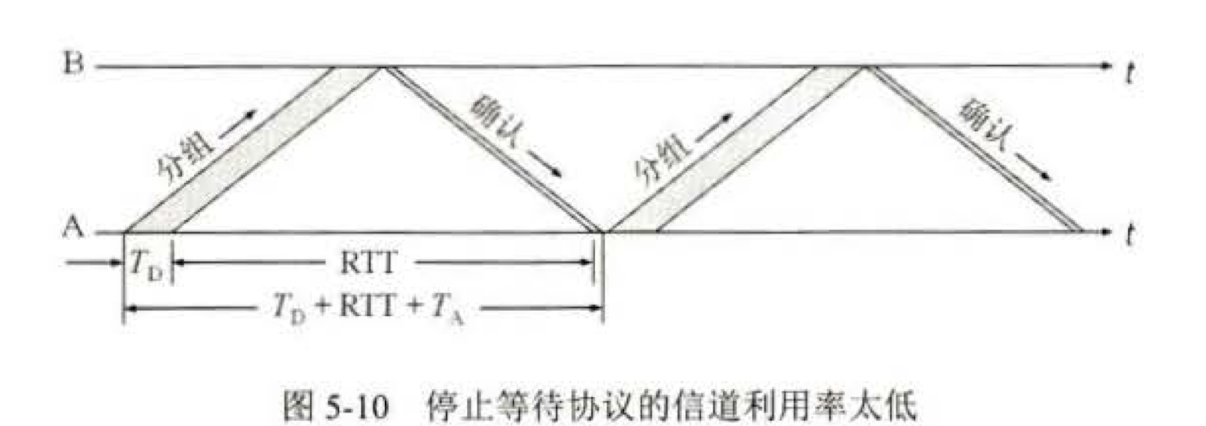 B
t
分组
确认
分组
确认
A
t
T_D
RTT
T_D + RTT + T_A
图 5-10 停止等待协议的信道利用率太低